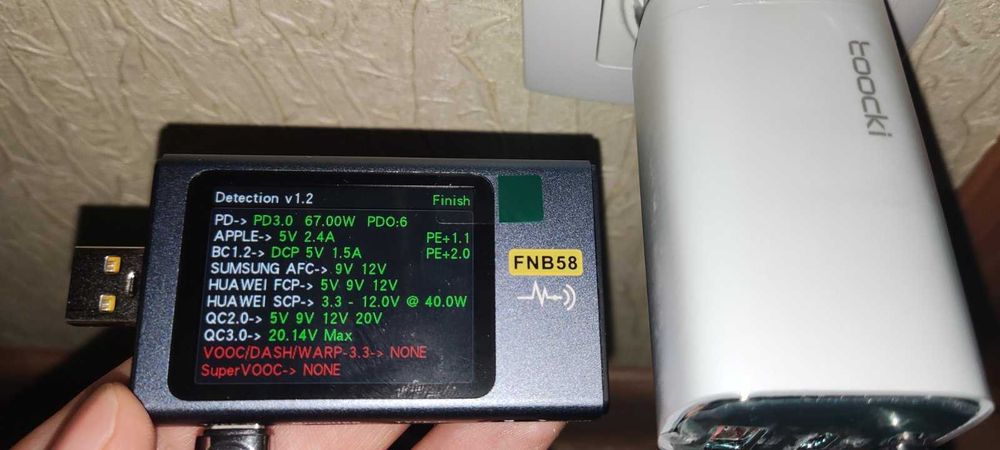 Detection v1.2 Finish
PD-> PD3.0 67.00W PDO:6
APPLE-> 5V 2.4A PE+1.1
BC1.2-> DCP 5V 1.5A PE+2.0
SUMSUNG AFC-> 9V 12V
HUAWEI FCP-> 5V 9V 12V
HUAWEI SCP-> 3.3 - 12.0V @ 40.0W
QC2.0-> 5V 9V 12V 20V
QC3.0-> 20.14V Max
VOOC/DASH/WARP-3.3-> NONE
SuperVOOC-> NONE
FNB58
toocki